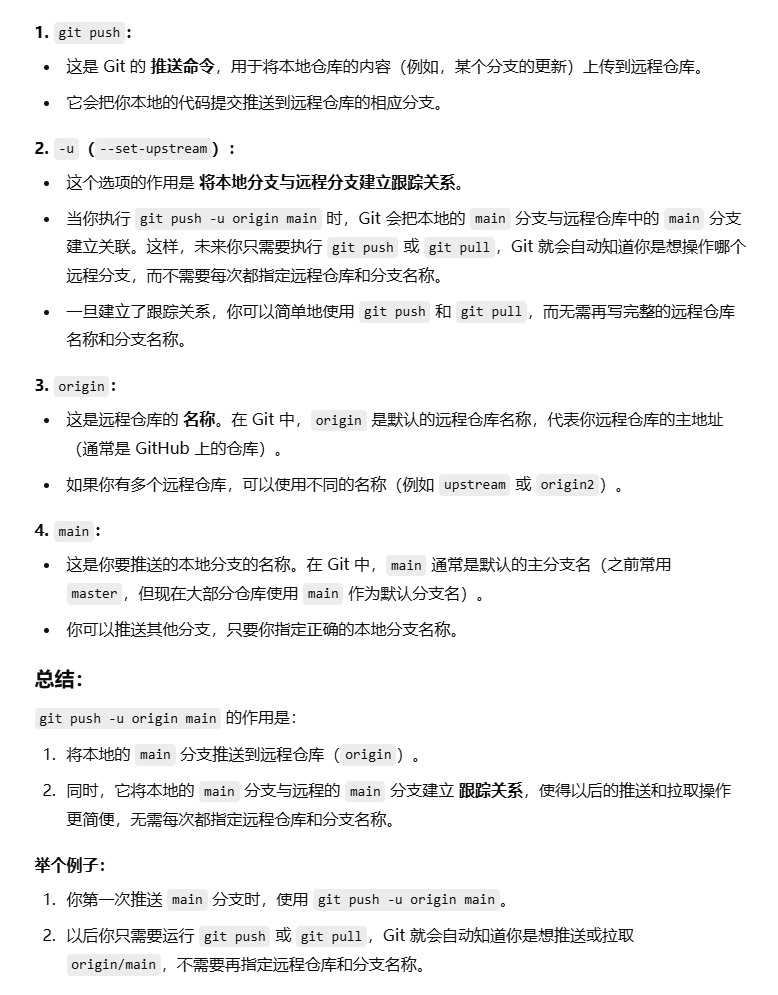 1. git push：
• 这是 Git 的 推送命令，用于将本地仓库的内容（例如，某个分支的更新）上传到远程仓库。
• 它会把你本地的代码提交推送到远程仓库的相应分支。
2. -u（--set-upstream）：
• 这个选项的作用是 将本地分支与远程分支建立跟踪关系。
• 当你执行 git push -u origin main 时，Git 会把本地的 main 分支与远程仓库中的 main 分支
建立关联。这样，未来你只需要执行 git push 或 git pull，Git 就会自动知道你是想操作哪个
远程分支，而不需要每次都指定远程仓库和分支名称。
• 一旦建立了跟踪关系，你可以简单地使用 git push 和 git pull，而无需再写完整的远程仓库
名称和分支名称。
3. origin：
• 这是远程仓库的 名称。在 Git 中，origin 是默认的远程仓库名称，代表你远程仓库的主地址
（通常是 GitHub 上的仓库）。
• 如果你有多个远程仓库，可以使用不同的名称（例如 upstream 或 origin2）。
4. main：
• 这是你要推送的本地分支的名称。在 Git 中，main 通常是默认的主分支名（之前常用
master，但现在大部分仓库使用 main 作为默认分支名）。
• 你可以推送其他分支，只要你指定正确的本地分支名称。
总结：
git push -u origin main 的作用是：
1. 将本地的 main 分支推送到远程仓库（origin）。
2. 同时，它将本地的 main 分支与远程的 main 分支建立 跟踪关系，使得以后的推送和拉取操作
更简便，无需每次都指定远程仓库和分支名称。
举个例子：
1. 你第一次推送 main 分支时，使用 git push -u origin main。
2. 以后你只需要运行 git push 或 git pull，Git 就会自动知道你是想推送或拉取
origin/main，不需要再指定远程仓库和分支名称。